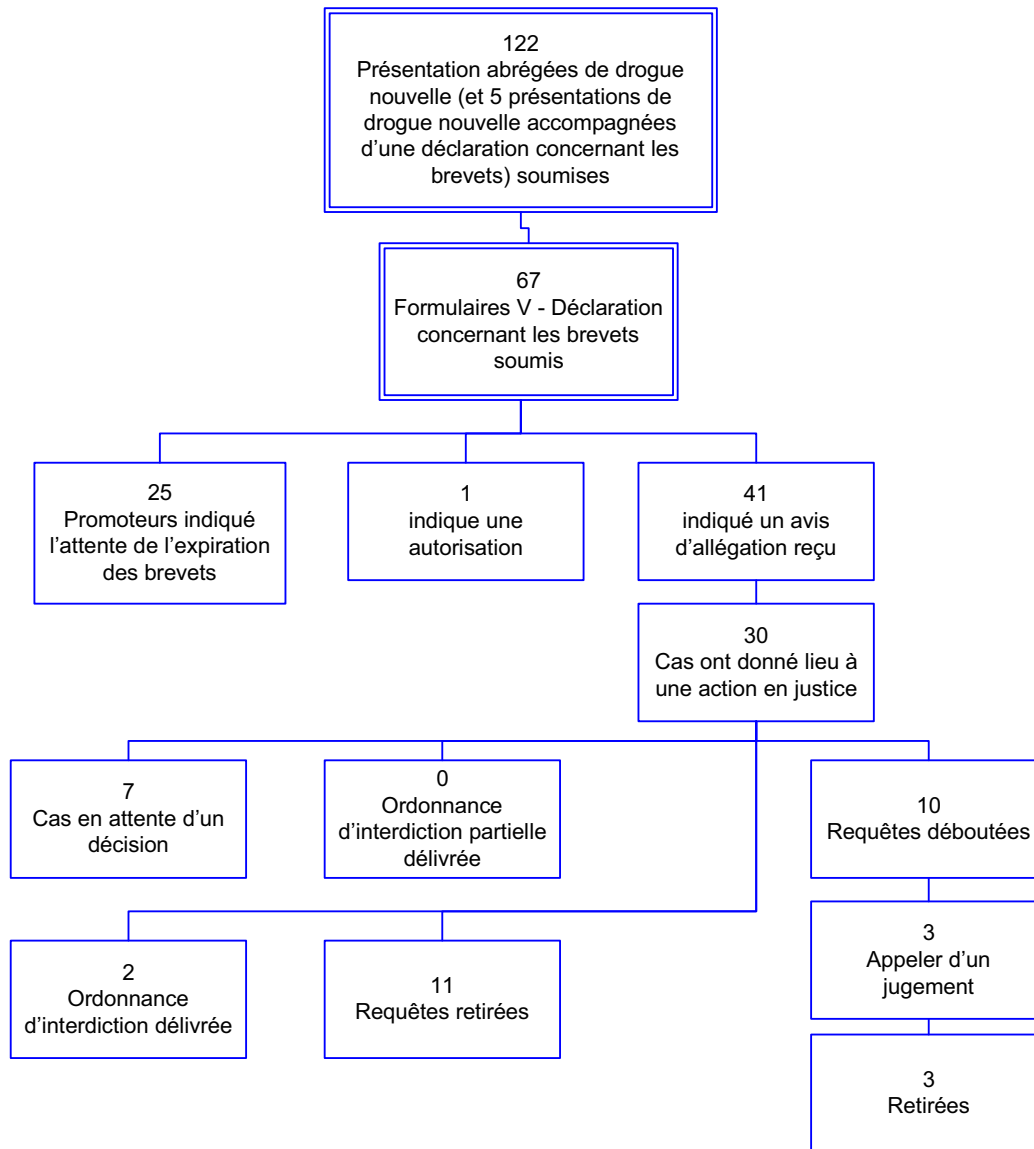 122
Présentation abrégées de drogue
nouvelle (et 5 présentations de
drogue nouvelle accompagnées
d’une déclaration concernant les
brevets) soumises
67
Formulaires V - Déclaration
concernant les brevets
soumis
25
Promoteurs indiqué
l’attente de l’expiration
des brevets
1
indique une
autorisation
41
indiqué un avis
d’allégation reçu
30
Cas ont donné lieu à
une action en justice
7
Cas en attente d’un
décision
0
Ordonnance
d’interdiction partielle
délivrée
10
Requêtes déboutées
2
Ordonnance
d’interdiction délivrée
11
Requêtes retirées
3
Appeler d’un
jugement
3
Retirées